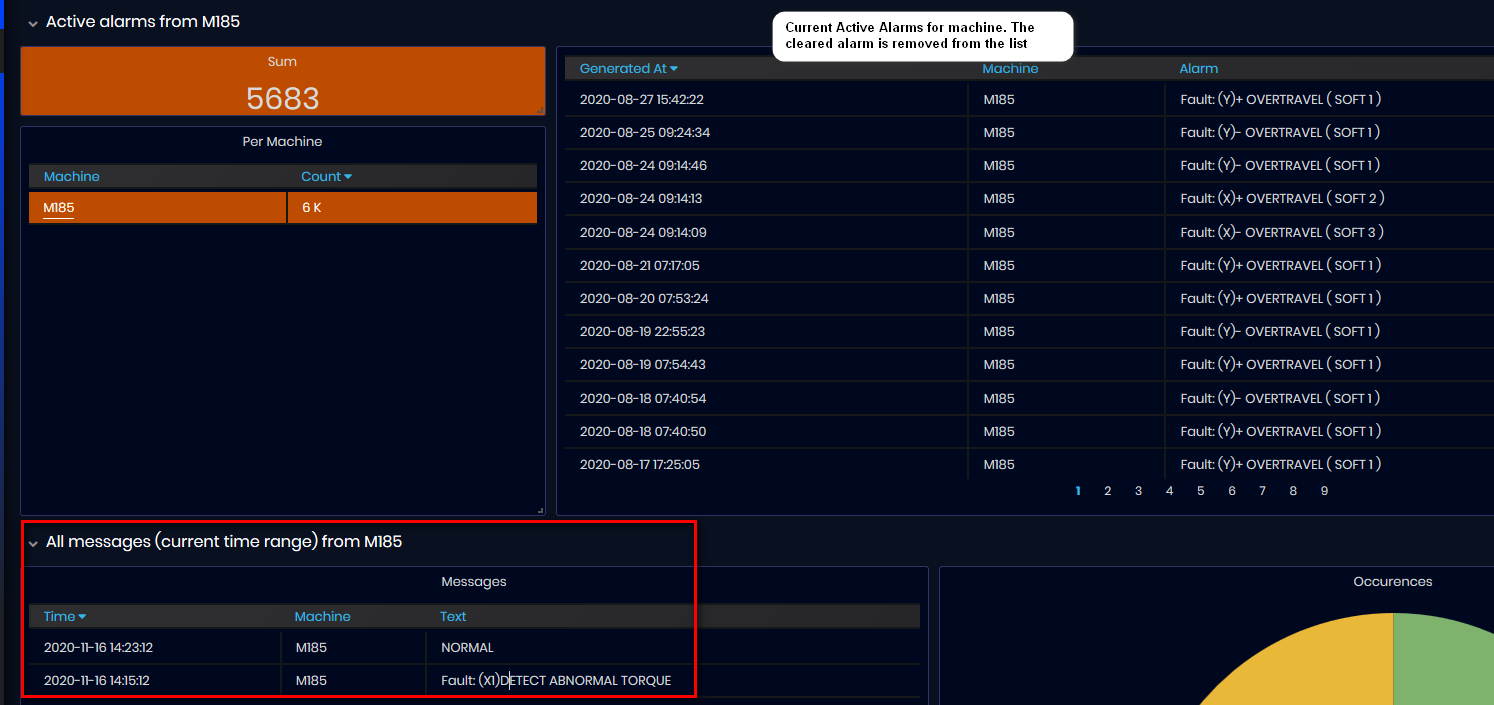 Active alarms from M185
Current Active Alarms for machine. The
cleared alarm is removed from the list
Sum
5683
Per Machine
Machine Count
M185 6 K
Generated At Machine Alarm
2020-08-27 15:42:22 M185 Fault: (Y)+ OVERTRAVEL ( SOFT 1 )
2020-08-25 09:24:34 M185 Fault: (Y)- OVERTRAVEL ( SOFT 1 )
2020-08-24 09:14:46 M185 Fault: (Y)- OVERTRAVEL ( SOFT 1 )
2020-08-24 09:14:13 M185 Fault: (X)+ OVERTRAVEL ( SOFT 2 )
2020-08-24 09:14:09 M185 Fault: (X)- OVERTRAVEL ( SOFT 3 )
2020-08-21 07:17:05 M185 Fault: (Y)+ OVERTRAVEL ( SOFT 1 )
2020-08-20 07:53:24 M185 Fault: (Y)+ OVERTRAVEL ( SOFT 1 )
2020-08-19 22:55:23 M185 Fault: (Y)- OVERTRAVEL ( SOFT 1 )
2020-08-19 07:54:43 M185 Fault: (Y)+ OVERTRAVEL ( SOFT 1 )
2020-08-18 07:40:54 M185 Fault: (Y)- OVERTRAVEL ( SOFT 1 )
2020-08-18 07:40:50 M185 Fault: (Y)+ OVERTRAVEL ( SOFT 1 )
2020-08-17 17:25:05 M185 Fault: (Y)+ OVERTRAVEL ( SOFT 1 )
1 2 3 4 5 6 7 8 9
All messages (current time range) from M185
Messages
Time Machine Text
2020-11-16 14:23:12 M185 NORMAL
2020-11-16 14:15:12 M185 Fault: (X1)DETECT ABNORMAL TORQUE
Occurences